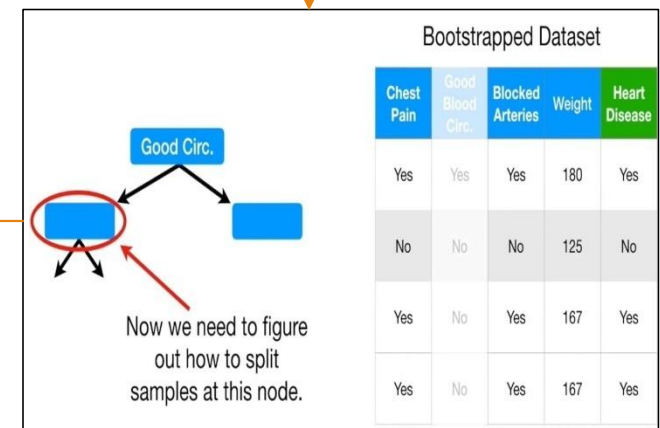 Bootstrapped Dataset
Good Circ.
Now we need to figure
out how to split
samples at this node.
Chest Pain Good Blood Circ. Blocked Arteries Weight Heart Disease
Yes Yes Yes 180 Yes
No No No 125 No
Yes No Yes 167 Yes
Yes No Yes 167 Yes